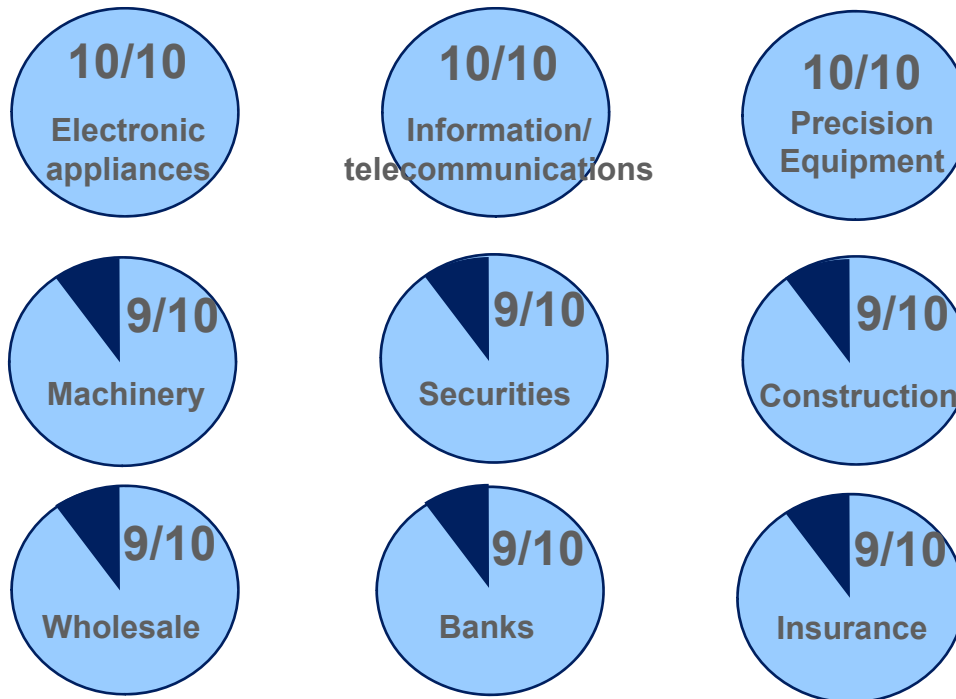 10/10
Electronic
appliances
10/10
Information/
telecommunications
10/10
Precision
Equipment
9/10
Machinery
9/10
Securities
9/10
Construction
9/10
Wholesale
9/10
Banks
9/10
Insurance